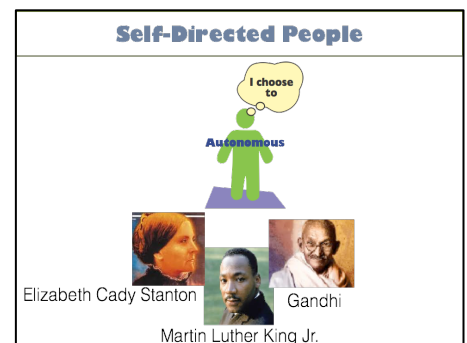 Self-Directed People
I choose
to
Autonomous
Elizabeth Cady Stanton
Gandhi
Martin Luther King Jr.